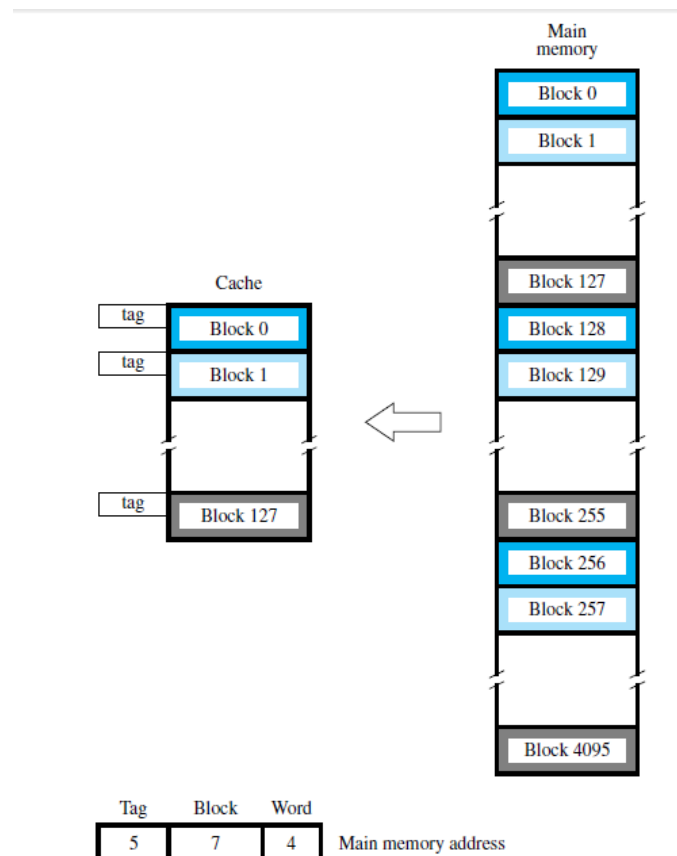 Main
memory
Block 0
Block 1
Block 127
Cache
tag
Block 0
Block 128
tag
Block 1
Block 129
tag
Block 127
Block 255
Block 256
Block 257
Block 4095
Tag Block Word
5 7 4 Main memory address